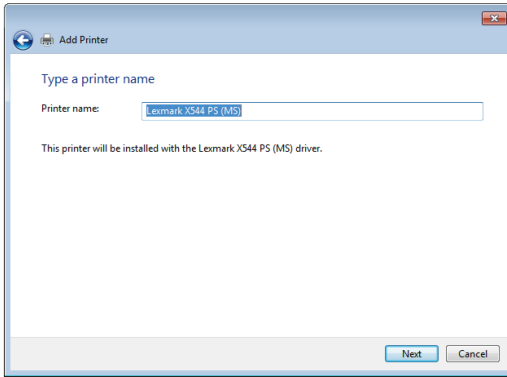 Add Printer
Type a printer name
Printer name: Lexmark X544 PS (MS)
This printer will be installed with the Lexmark X544 PS (MS) driver.
Next Cancel